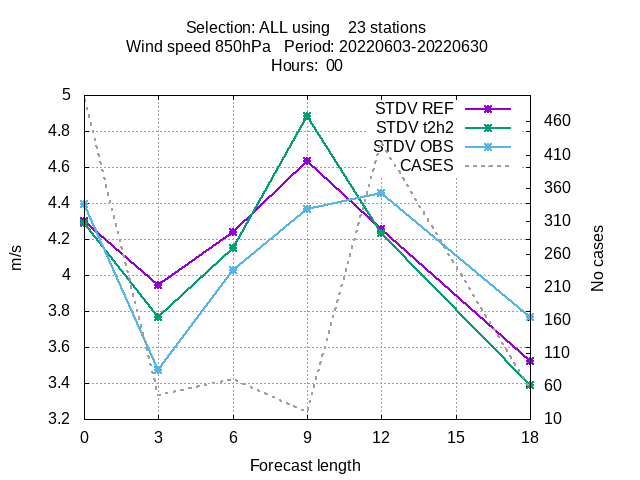 Selection: ALL using    23 stations
Wind speed 850hPa   Period: 20220603-20220630
Hours:  00
STDV REF
STDV t2h2
STDV OBS
CASES
5
4.8
4.6
4.4
4.2
4
3.8
3.6
3.4
3.2
m/s
460
410
360
310
260
210
160
110
60
10
No cases
0 3 6 9 12 15 18
Forecast length